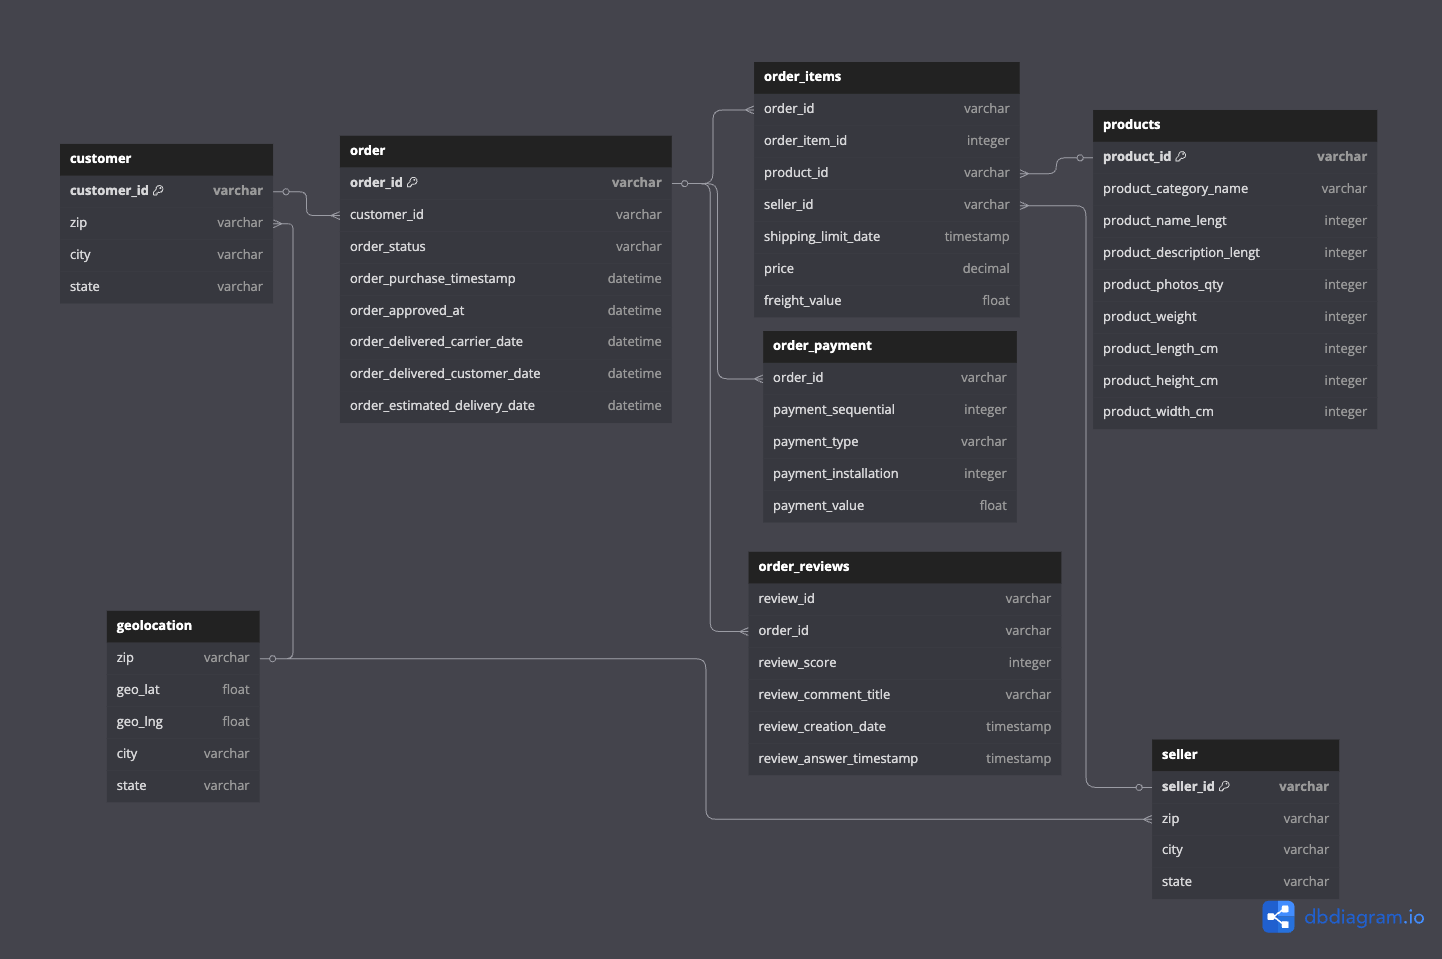 customer
customer_id varchar
zip varchar
city varchar
state varchar
order
order_id varchar
customer_id varchar
order_status varchar
order_purchase_timestamp datetime
order_approved_at datetime
order_delivered_carrier_date datetime
order_delivered_customer_date datetime
order_estimated_delivery_date datetime
order_items
order_id varchar
order_item_id integer
product_id varchar
seller_id varchar
shipping_limit_date timestamp
price decimal
freight_value float
products
product_id varchar
product_category_name varchar
product_name_lengt integer
product_description_lengt integer
product_photos_qty integer
product_weight integer
product_length_cm integer
product_height_cm integer
product_width_cm integer
order_payment
order_id varchar
payment_sequential integer
payment_type varchar
payment_installation integer
payment_value float
order_reviews
review_id varchar
order_id varchar
review_score integer
review_comment_title varchar
review_creation_date timestamp
review_answer_timestamp timestamp
geolocation
zip varchar
geo_lat float
geo_lng float
city varchar
state varchar
seller
seller_id varchar
zip varchar
city varchar
state varchar
dbdiagram.io